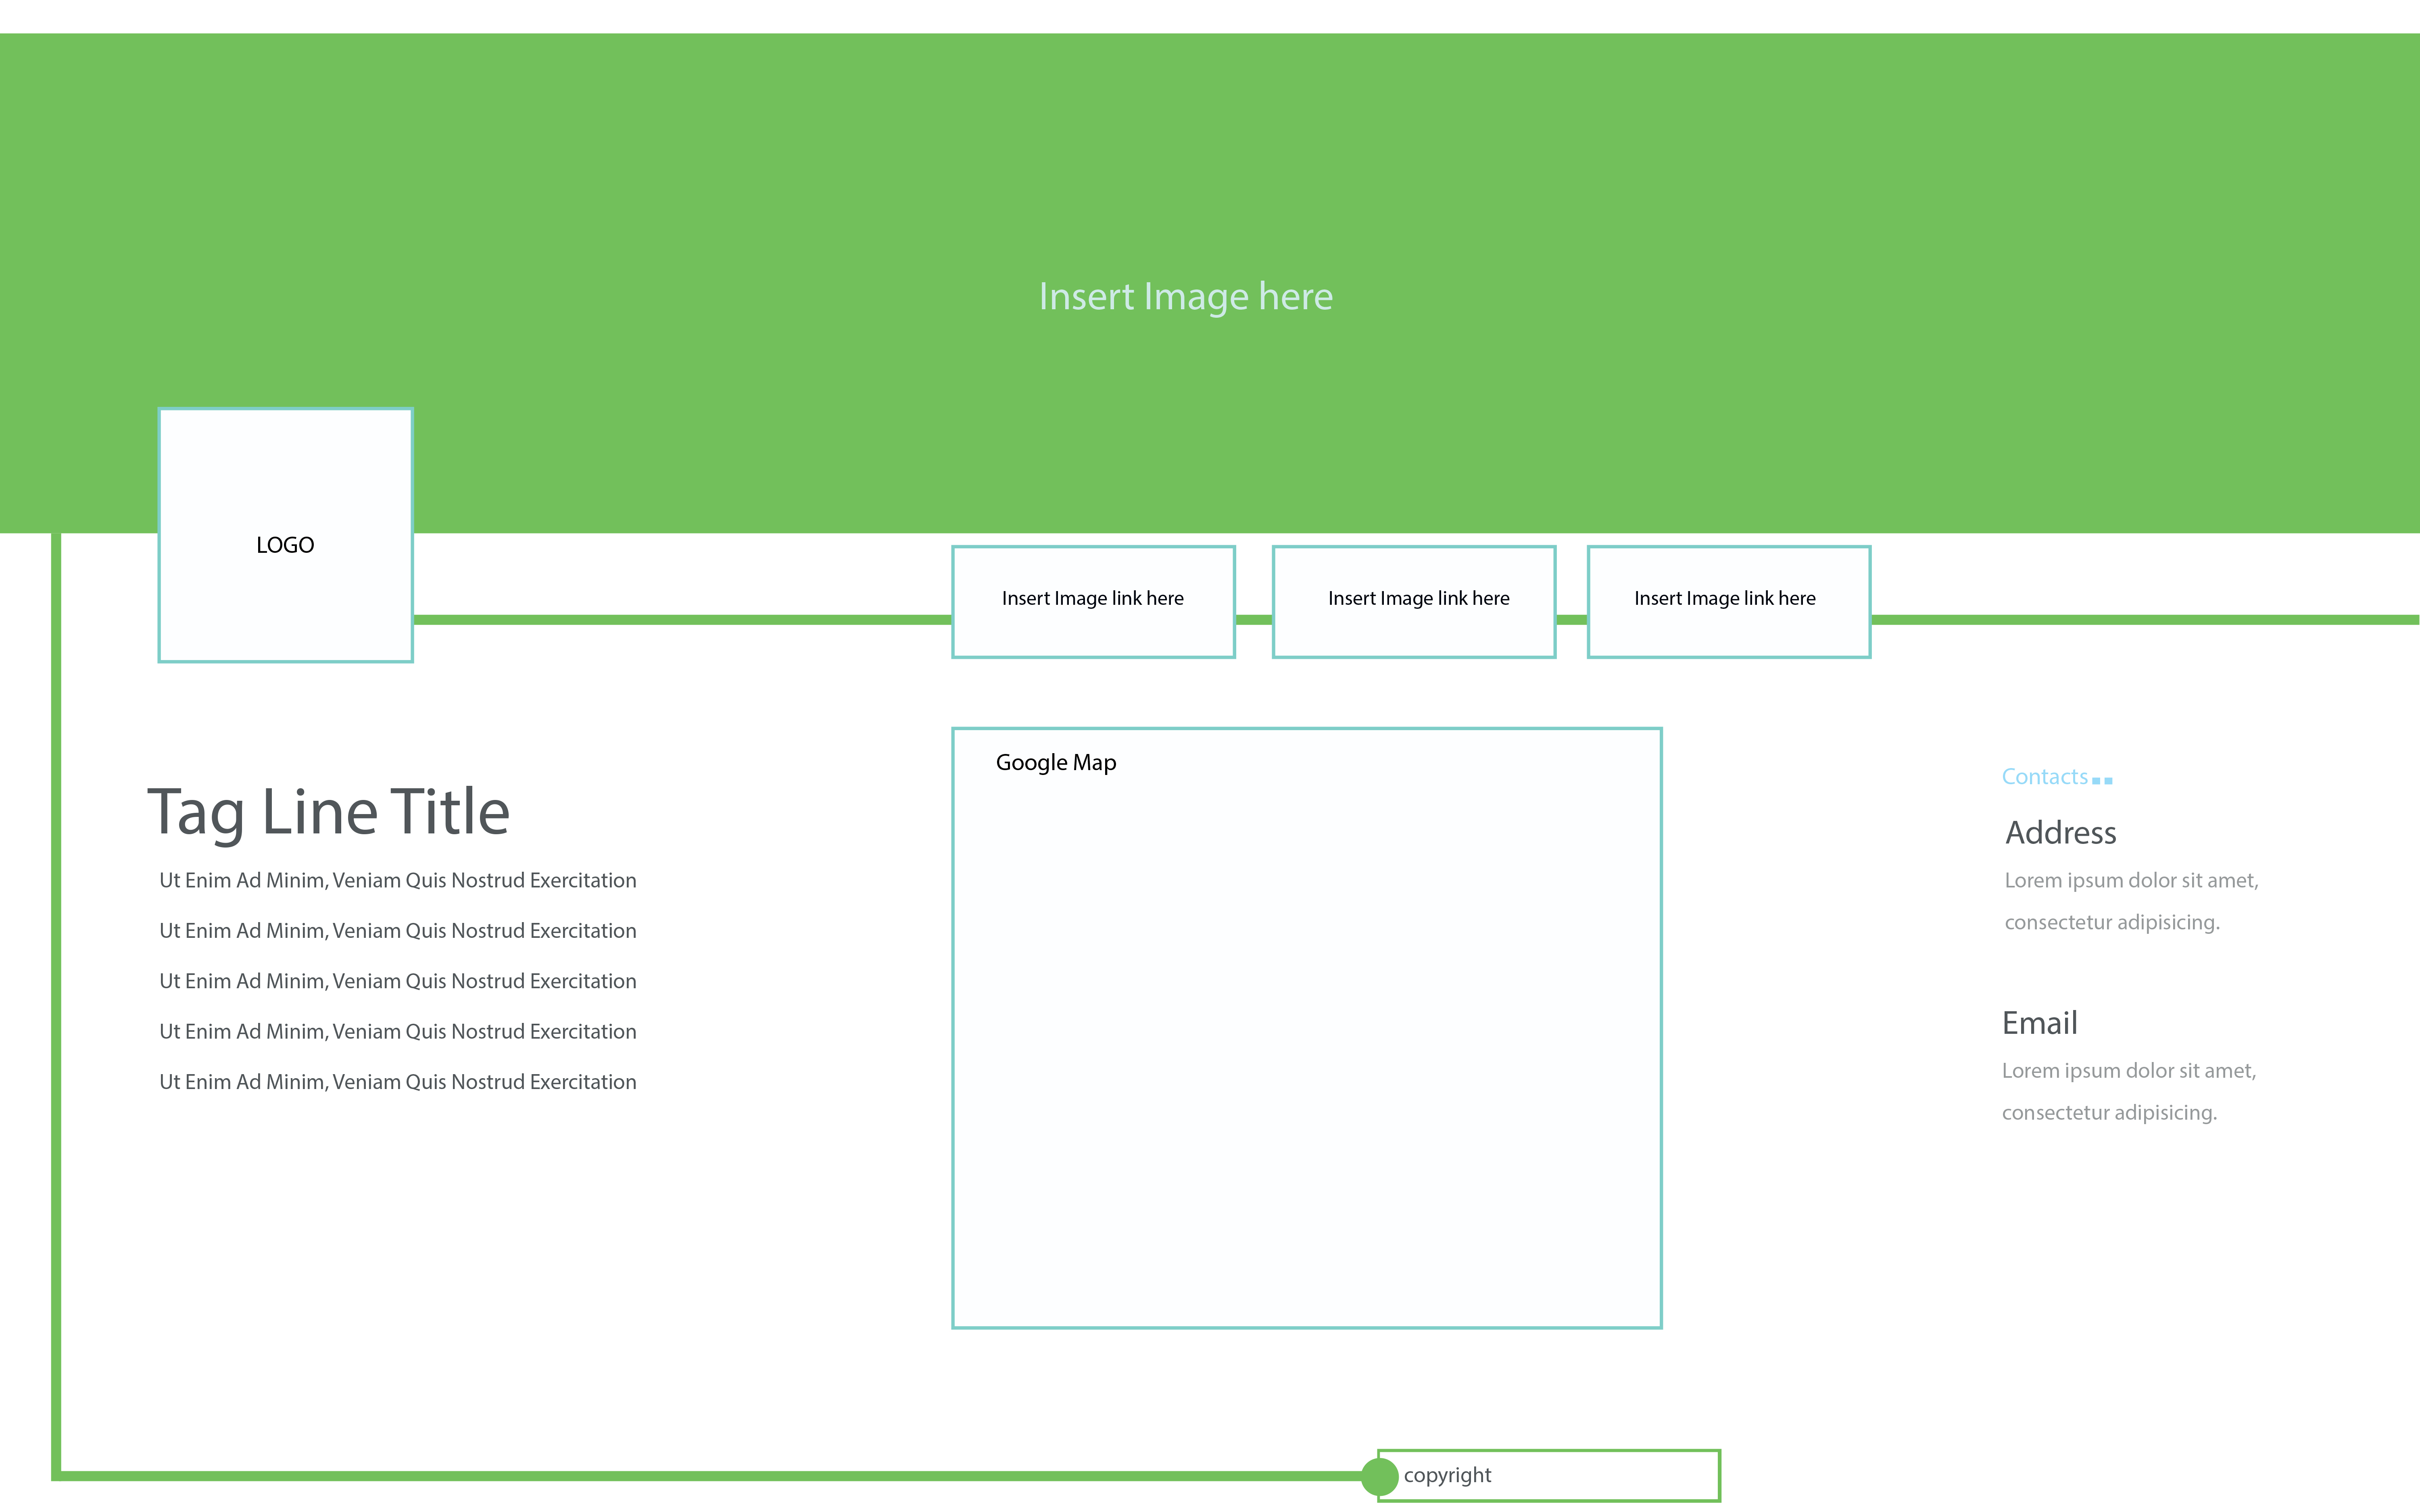 Insert Image here
LOGO
Insert Image link here
Insert Image link here
Insert Image link here
Tag Line Title
Ut Enim Ad Minim, Veniam Quis Nostrud Exercitation
Ut Enim Ad Minim, Veniam Quis Nostrud Exercitation
Ut Enim Ad Minim, Veniam Quis Nostrud Exercitation
Ut Enim Ad Minim, Veniam Quis Nostrud Exercitation
Ut Enim Ad Minim, Veniam Quis Nostrud Exercitation
Google Map
Contacts
Address
Lorem ipsum dolor sit amet,
consectetur adipisicing.
Email
Lorem ipsum dolor sit amet,
consectetur adipisicing.
copyright